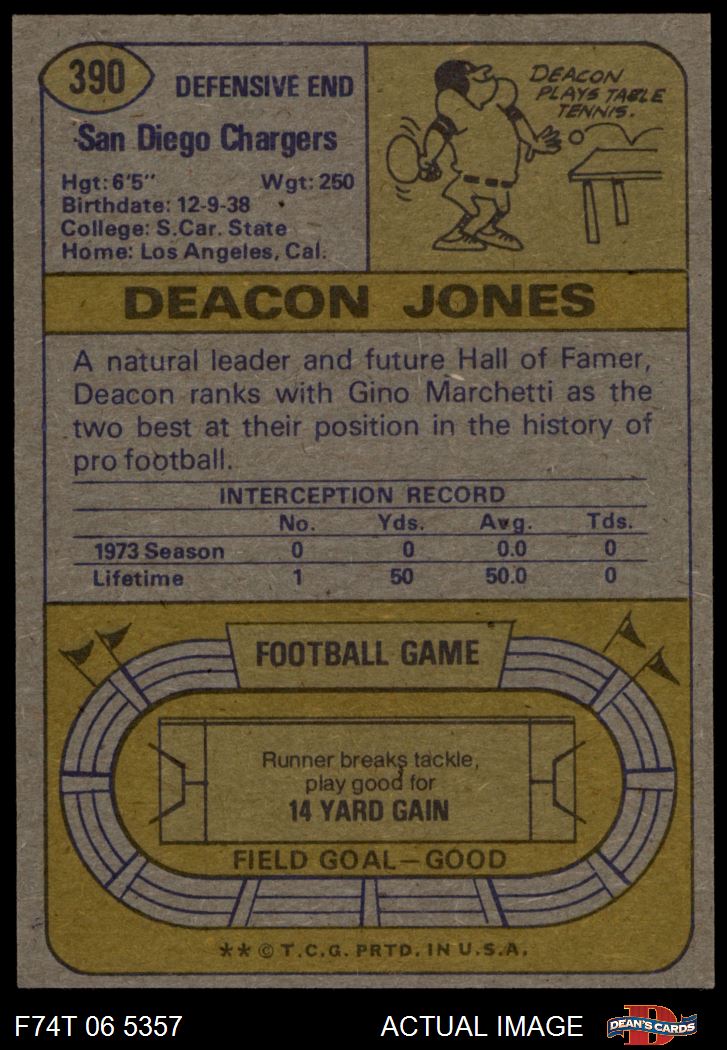 390
DEFENSIVE END
San Diego Chargers
Hgt: 6'5" Wgt: 250
Birthdate: 12-9-38
College: S.Car. State
Home: Los Angeles, Cal.
DEACON
PLAYS TABLE
TENNIS.
DEACON JONES
A natural leader and future Hall of Famer,
Deacon ranks with Gino Marchetti as the
two best at their position in the history of
pro football.
INTERCEPTION RECORD
No. Yds. Avg. Tds.
1973 Season 0 0 0.0 0
Lifetime 1 50 50.0 0
FOOTBALL GAME
Runner breaks tackle,
play good for
14 YARD GAIN
FIELD GOAL—GOOD
** © T.C.G. PRTD. IN U.S.A.
F74T 06 5357 ACTUAL IMAGE
D
DEAN'S CARDS